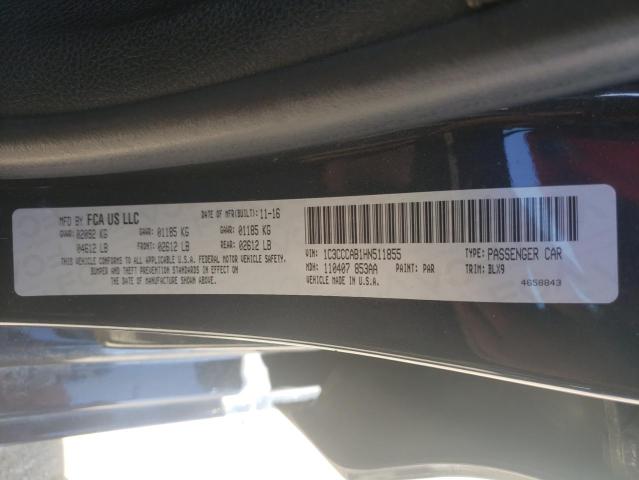 MFD BY FCA US LLC DATE OF MFR(BUILT): 11-16
GVWR: 02092 KG GAWR: 01185 KG GAWR: 01185 KG
04612 LB FRONT: 02612 LB REAR: 02612 LB
THIS VEHICLE CONFORMS TO ALL APPLICABLE U.S.A. FEDERAL MOTOR VEHICLE SAFETY,
BUMPER AND THEFT PREVENTION STANDARDS IN EFFECT ON
THE DATE OF MANUFACTURE SHOWN ABOVE.
VIN: 1C3CCCAB1HN511855 TYPE: PASSENGER CAR
MDH: 110407 853AA PAINT: PAR TRIM: BLX9
VEHICLE MADE IN U.S.A. 4658843